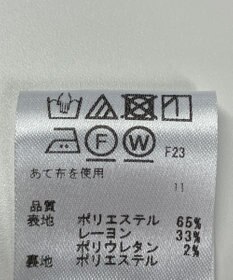 F W F23
あて布を使用
11
品質
表地 ポリエステル 65%
レーヨン 33%
ポリウレタン 2%
裏地 ポリエステル